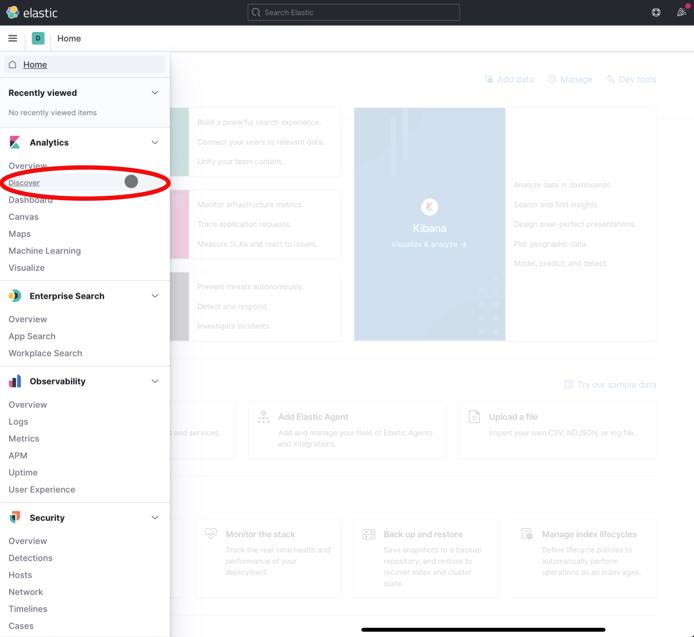 elastic
Search Elastic
D
Home
Home
Recently viewed
No recently viewed items
Analytics
Overview
Discover
Dashboard
Canvas
Maps
Machine Learning
Visualize
Enterprise Search
Overview
App Search
Workplace Search
Observability
Overview
Logs
Metrics
APM
Uptime
User Experience
Security
Overview
Detections
Hosts
Network
Timelines
Cases
Add data
Manage
Dev tools
Build a powerful search experience.
Connect your users to relevant data.
Unify your team content.
Monitor infrastructure metrics.
Trace application requests.
Measure SLAs and react to issues.
Prevent threats autonomously.
Detect and respond.
Investigate incidents.
Kibana
Visualize & analyze →
Analyze data in dashboards.
Search and find insights.
Design pixel-perfect presentations.
Plot geographic data.
Model, predict, and detect.
Try our sample data
s and services.
Add Elastic Agent
Add and manage your fleet of Elastic Agents
and integrations.
Upload a file
Import your own CSV, NDJSON, or log file.
Monitor the stack
Track the real-time health and
performance of your
deployment.
Back up and restore
Save snapshots to a backup
repository, and restore to
recover index and cluster
state.
Manage index lifecycles
Define lifecycle policies to
automatically perform
operations as an index ages.